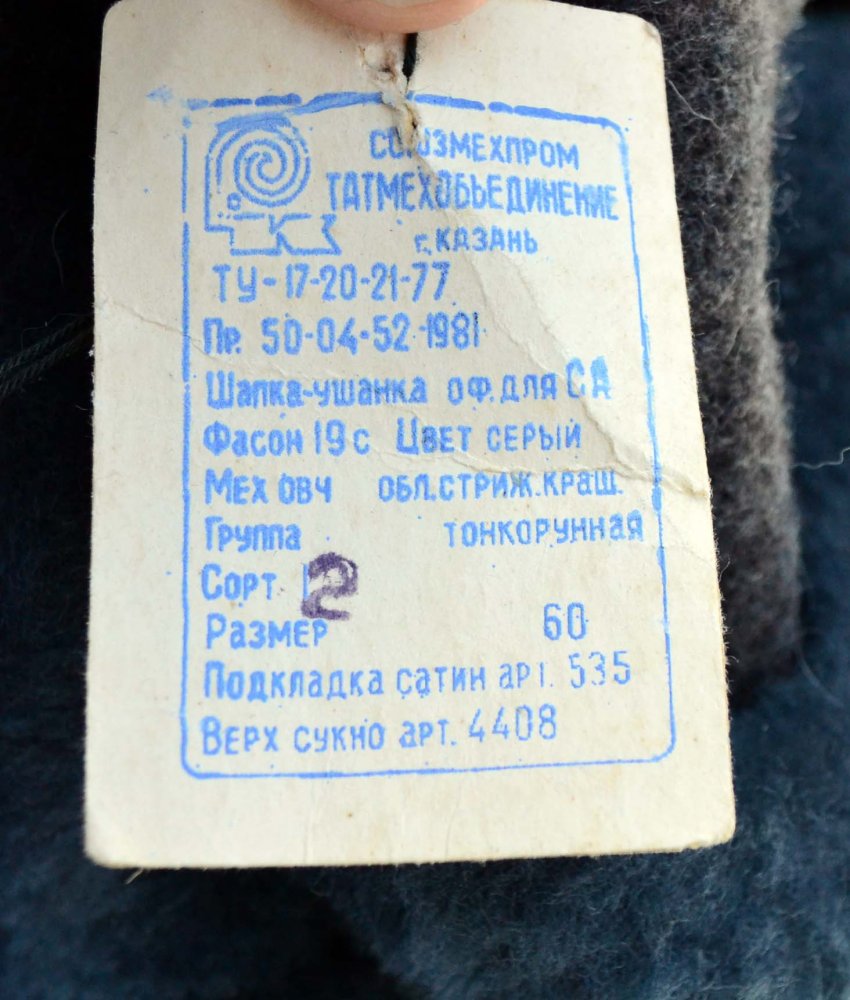 СОЮЗМЕХПРОМ
ТАТМЕХОБЬЕДИНЕНИЕ
г. КАЗАНЬ
ТУ-17-20-21-77
Пр. 50-04-52-1981
Шапка-ушанка оф. для СА
Фасон 19с Цвет серый
Мех овч обл. стриж. краш.
Группа тонкорунная
Сорт 2
Размер 60
Подкладка сатин арт. 535
Верх сукно арт. 4408